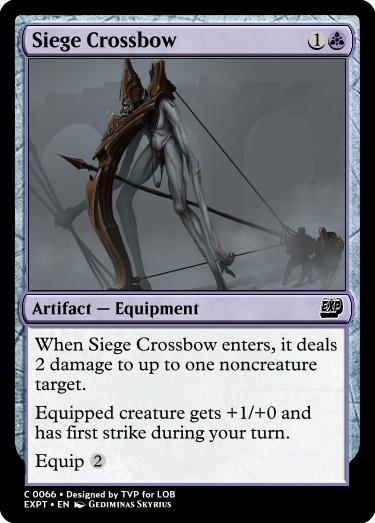 Siege Crossbow 1
EXP
Artifact — Equipment
When Siege Crossbow enters, it deals
2 damage to up to one noncreature
target.
Equipped creature gets +1/+0 and
has first strike during your turn.
Equip 2
C 0066 • Designed by TVP for LOB
EXPT • EN Gediminas Skyrius